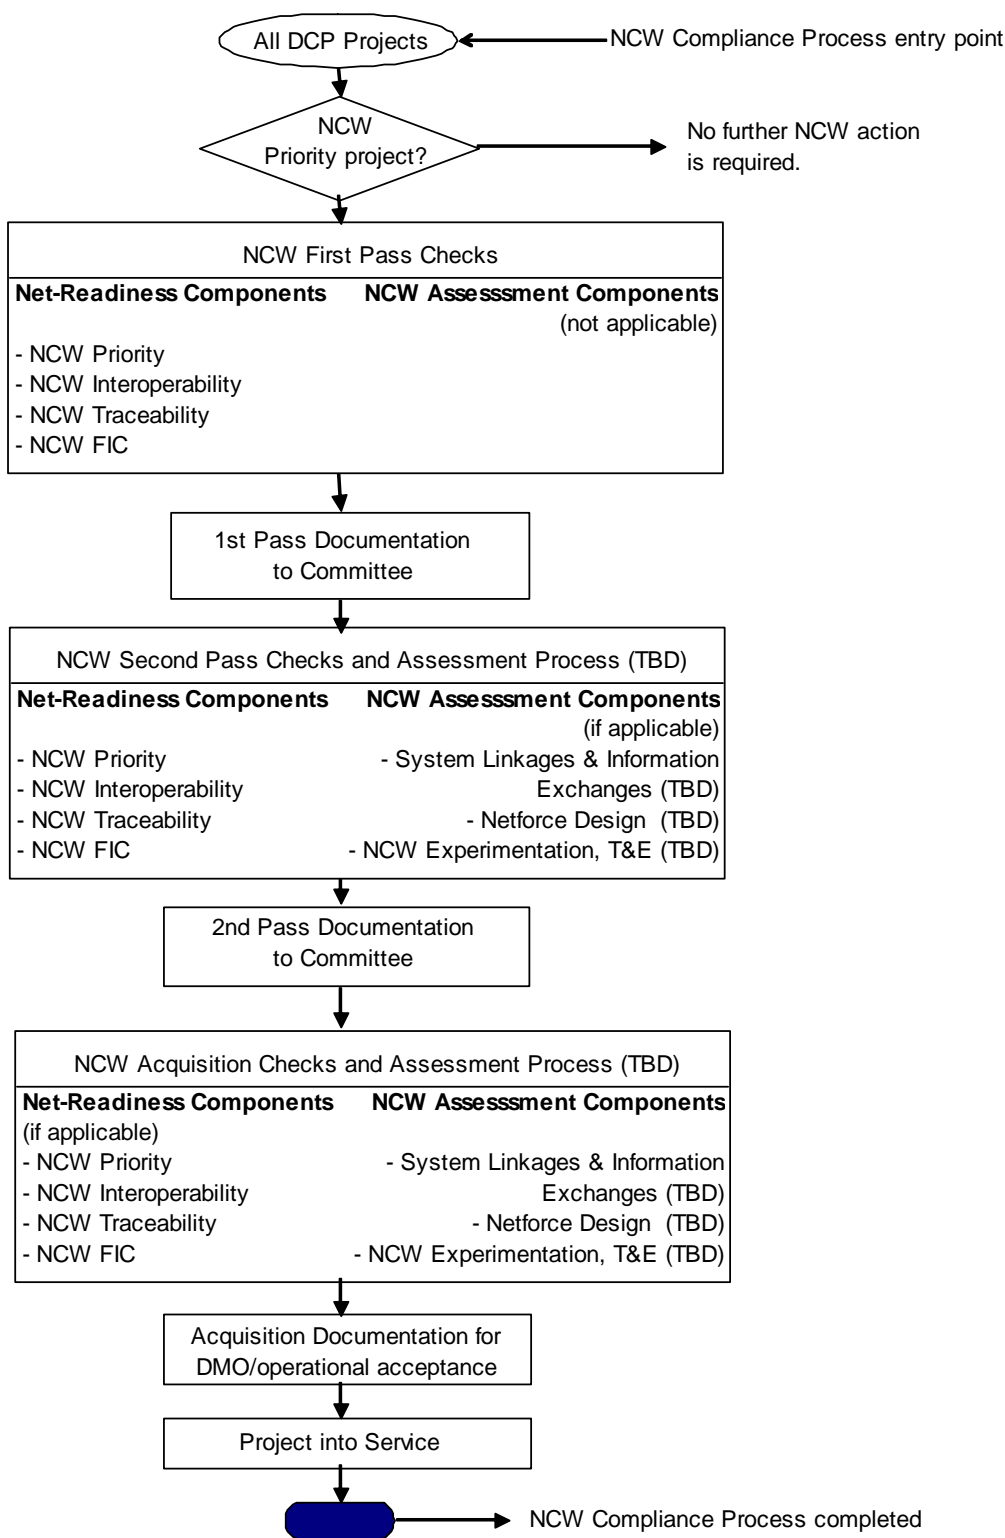 All DCP Projects
NCW Compliance Process entry point
NCW
Priority project?
No further NCW action
is required.
NCW First Pass Checks
Net-Readiness Components
NCW Assesssment Components
(not applicable)
- NCW Priority
- NCW Interoperability
- NCW Traceability
- NCW FIC
1st Pass Documentation
to Committee
NCW Second Pass Checks and Assessment Process (TBD)
Net-Readiness Components
- NCW Priority
- NCW Interoperability
- NCW Traceability
- NCW FIC
NCW Assesssment Components
(if applicable)
- System Linkages & Information
Exchanges (TBD)
- Netforce Design (TBD)
- NCW Experimentation, T&E (TBD)
2nd Pass Documentation
to Committee
NCW Acquisition Checks and Assessment Process (TBD)
Net-Readiness Components
(if applicable)
- NCW Priority
- NCW Interoperability
- NCW Traceability
- NCW FIC
NCW Assesssment Components
- System Linkages & Information
Exchanges (TBD)
- Netforce Design (TBD)
- NCW Experimentation, T&E (TBD)
Acquisition Documentation for
DMO/operational acceptance
Project into Service
NCW Compliance Process completed